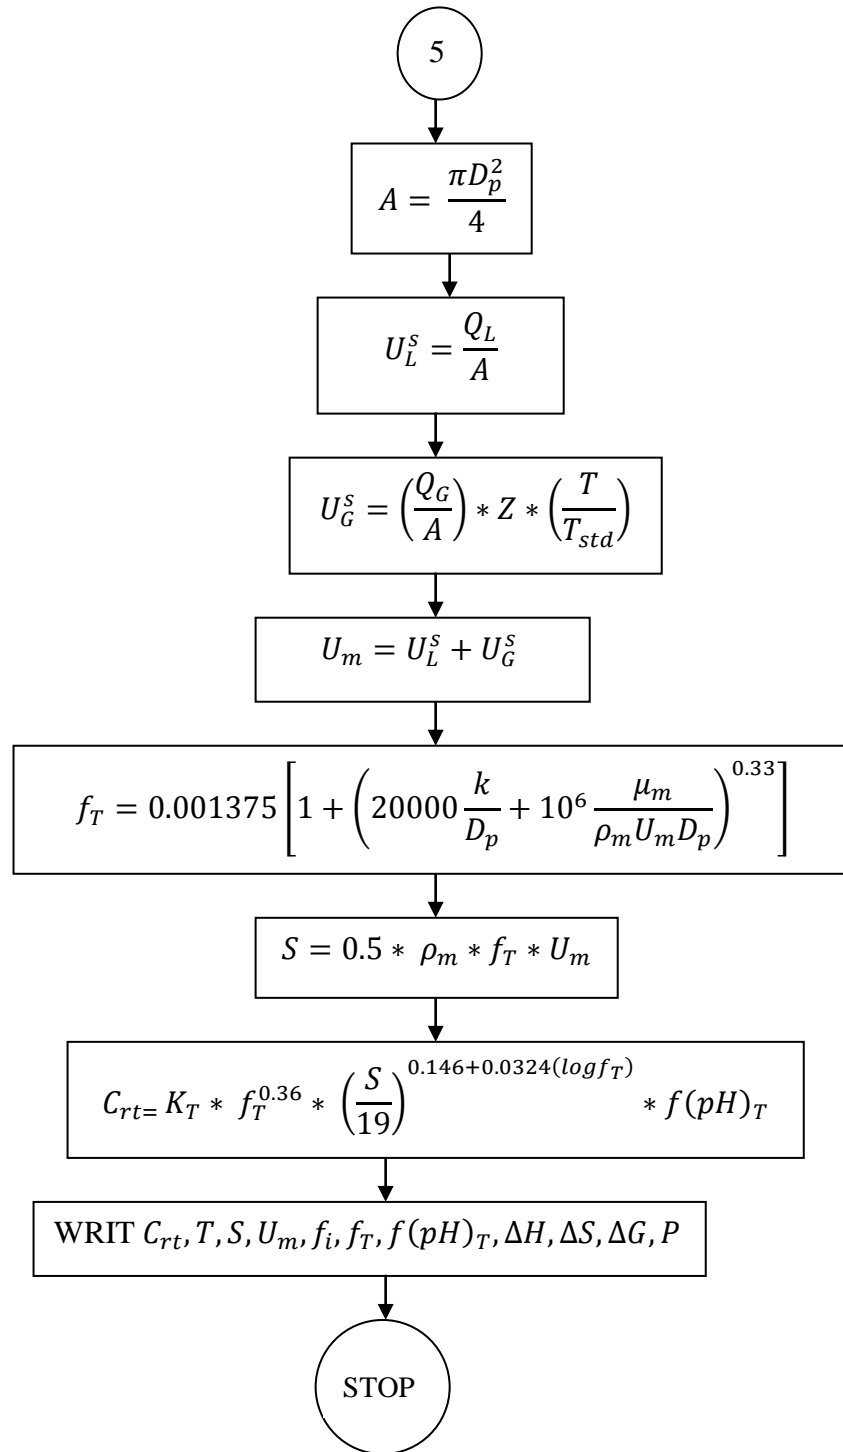 5
A = πD_p^2 / 4
U_L^s = Q_L / A
U_G^s = (Q_G / A) * Z * (T / T_std)
U_m = U_L^s + U_G^s
f_T = 0.001375 [1 + (20000 k / D_p + 10^6 μ_m / ρ_m U_m D_p)^0.33]
S = 0.5 * ρ_m * f_T * U_m
C_rt= K_T * f_T^0.36 * (S / 19)^0.146+0.0324(logf_T) * f(pH)_T
WRIT C_rt, T, S, U_m, f_i, f_T, f(pH)_T, ΔH, ΔS, ΔG, P
STOP